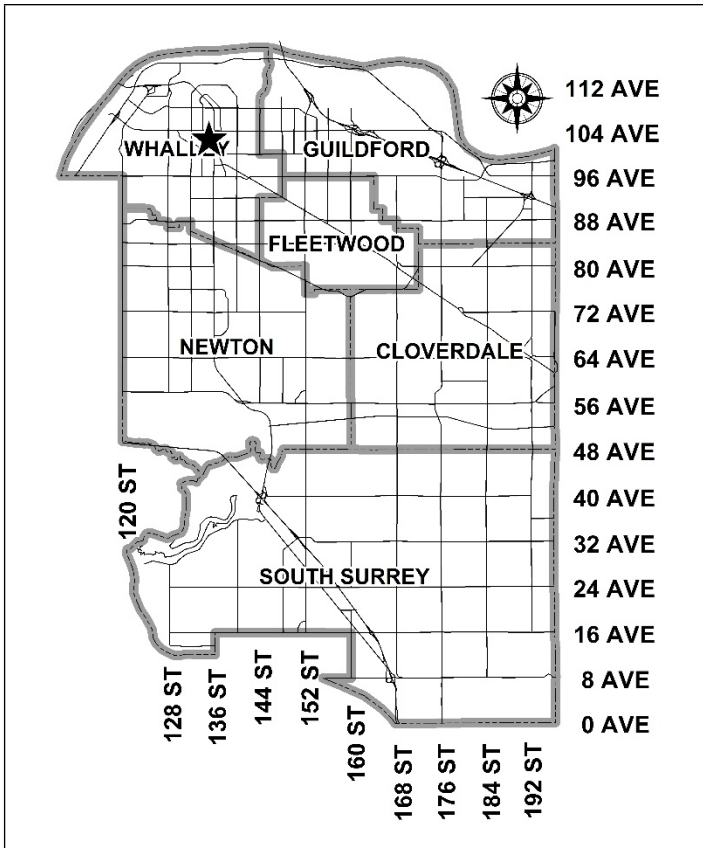 112 AVE
104 AVE
WHALLEY
GUILDFORD
96 AVE
88 AVE
FLEETWOOD
80 AVE
72 AVE
NEWTON
CLOVERDALE
64 AVE
56 AVE
48 AVE
120 ST
40 AVE
32 AVE
SOUTH SURREY
24 AVE
16 AVE
128 ST
136 ST
144 ST
152 ST
160 ST
8 AVE
0 AVE
168 ST
176 ST
184 ST
192 ST